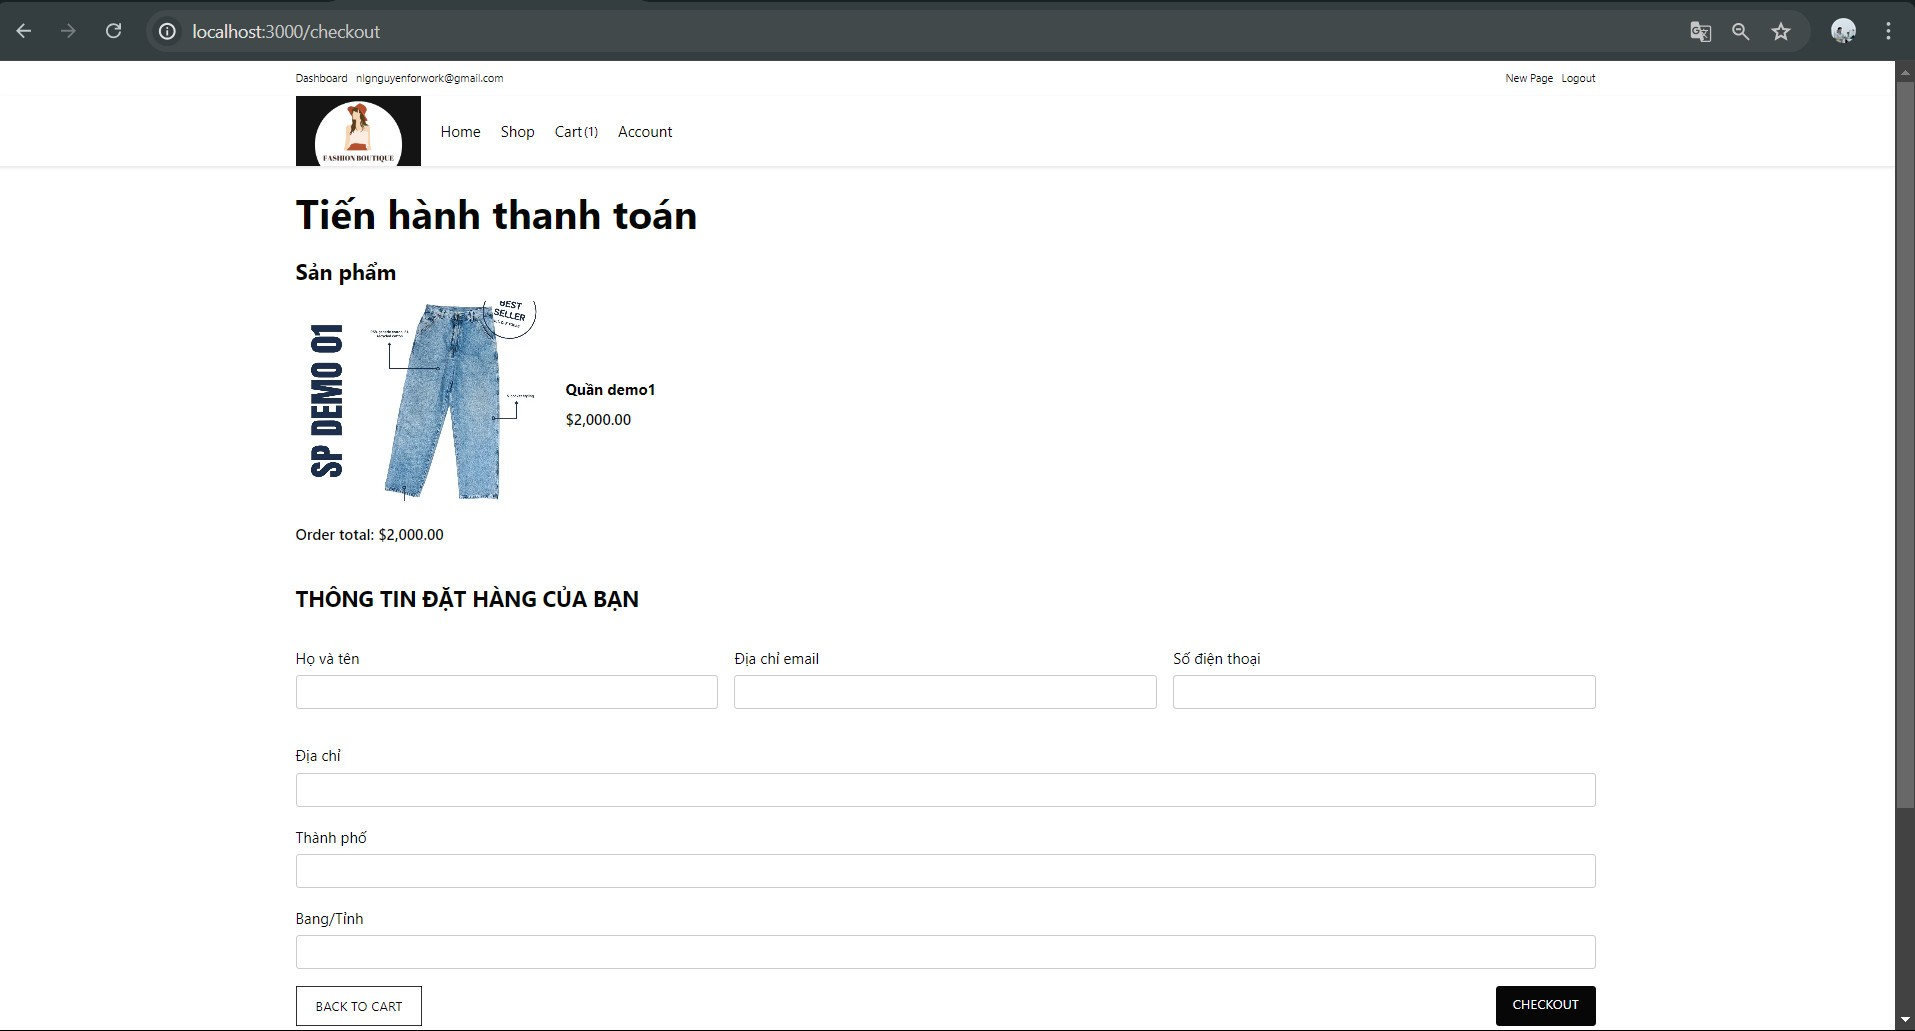 localhost:3000/checkout
Dashboard nlgnguyenforwork@gmail.com
New Page Logout
FASHION BOUTIQUE
Home Shop Cart(1) Account
Tiến hành thanh toán
Sản phẩm
SP DEMO 01
BEST
SELLER
Quần demo1
$2,000.00
Order total: $2,000.00
THÔNG TIN ĐẶT HÀNG CỦA BẠN
Họ và tên
Địa chỉ email
Số điện thoại
Địa chỉ
Thành phố
Bang/Tỉnh
BACK TO CART
CHECKOUT